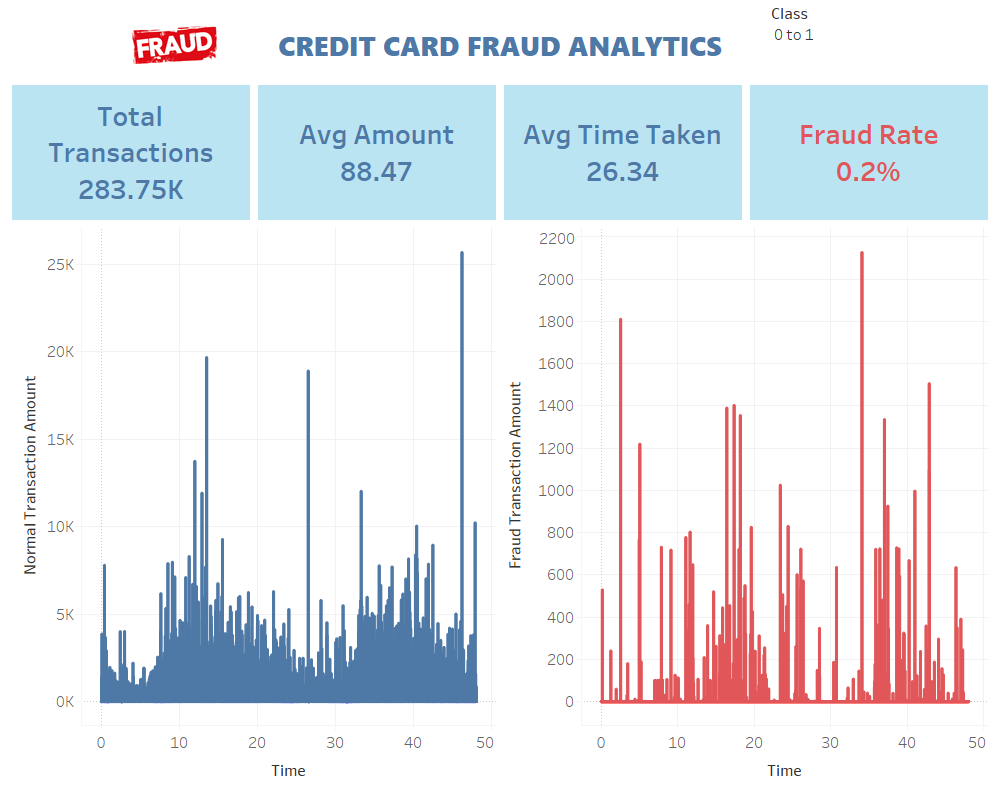 Class
0 to 1
FRAUD
CREDIT CARD FRAUD ANALYTICS
Total
Transactions
283.75K
Avg Amount
88.47
Avg Time Taken
26.34
Fraud Rate
0.2%
Normal Transaction Amount
25K
20K
15K
10K
5K
0K
0 10 20 30 40 50
Time
Fraud Transaction Amount
2200
2000
1800
1600
1400
1200
1000
800
600
400
200
0
0 10 20 30 40 50
Time